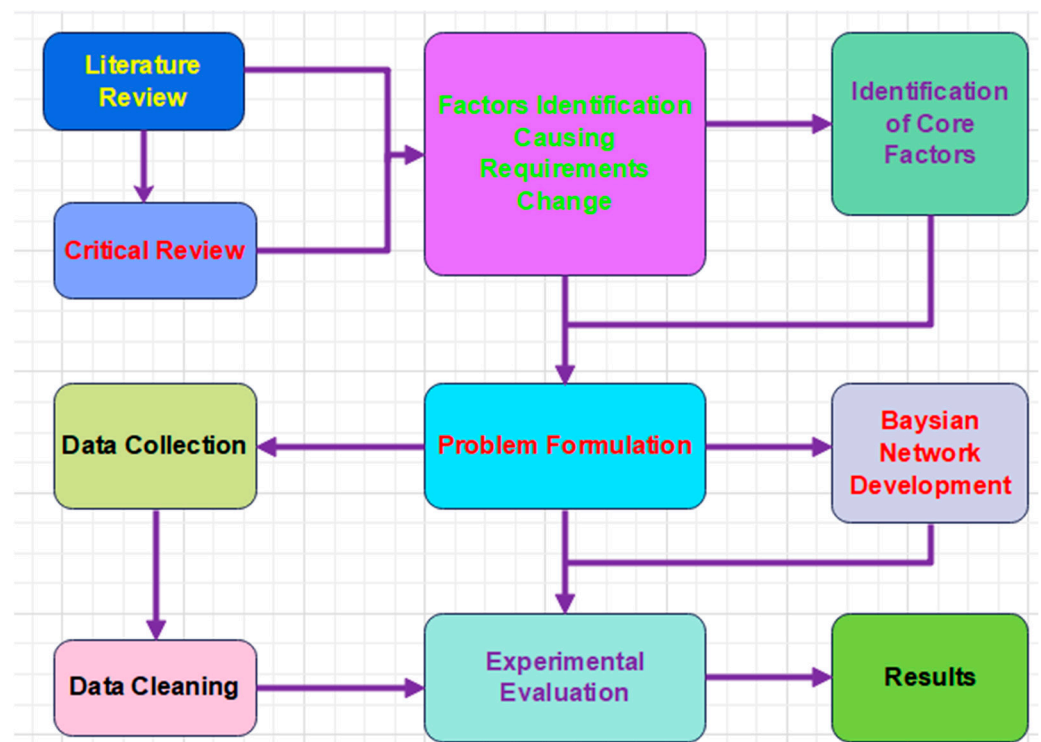 Literature
Review
Critical Review
Factors Identification
Causing
Requirements
Change
Identification
of Core
Factors
Data Collection
Problem Formulation
Baysian
Network
Development
Data Cleaning
Experimental
Evaluation
Results